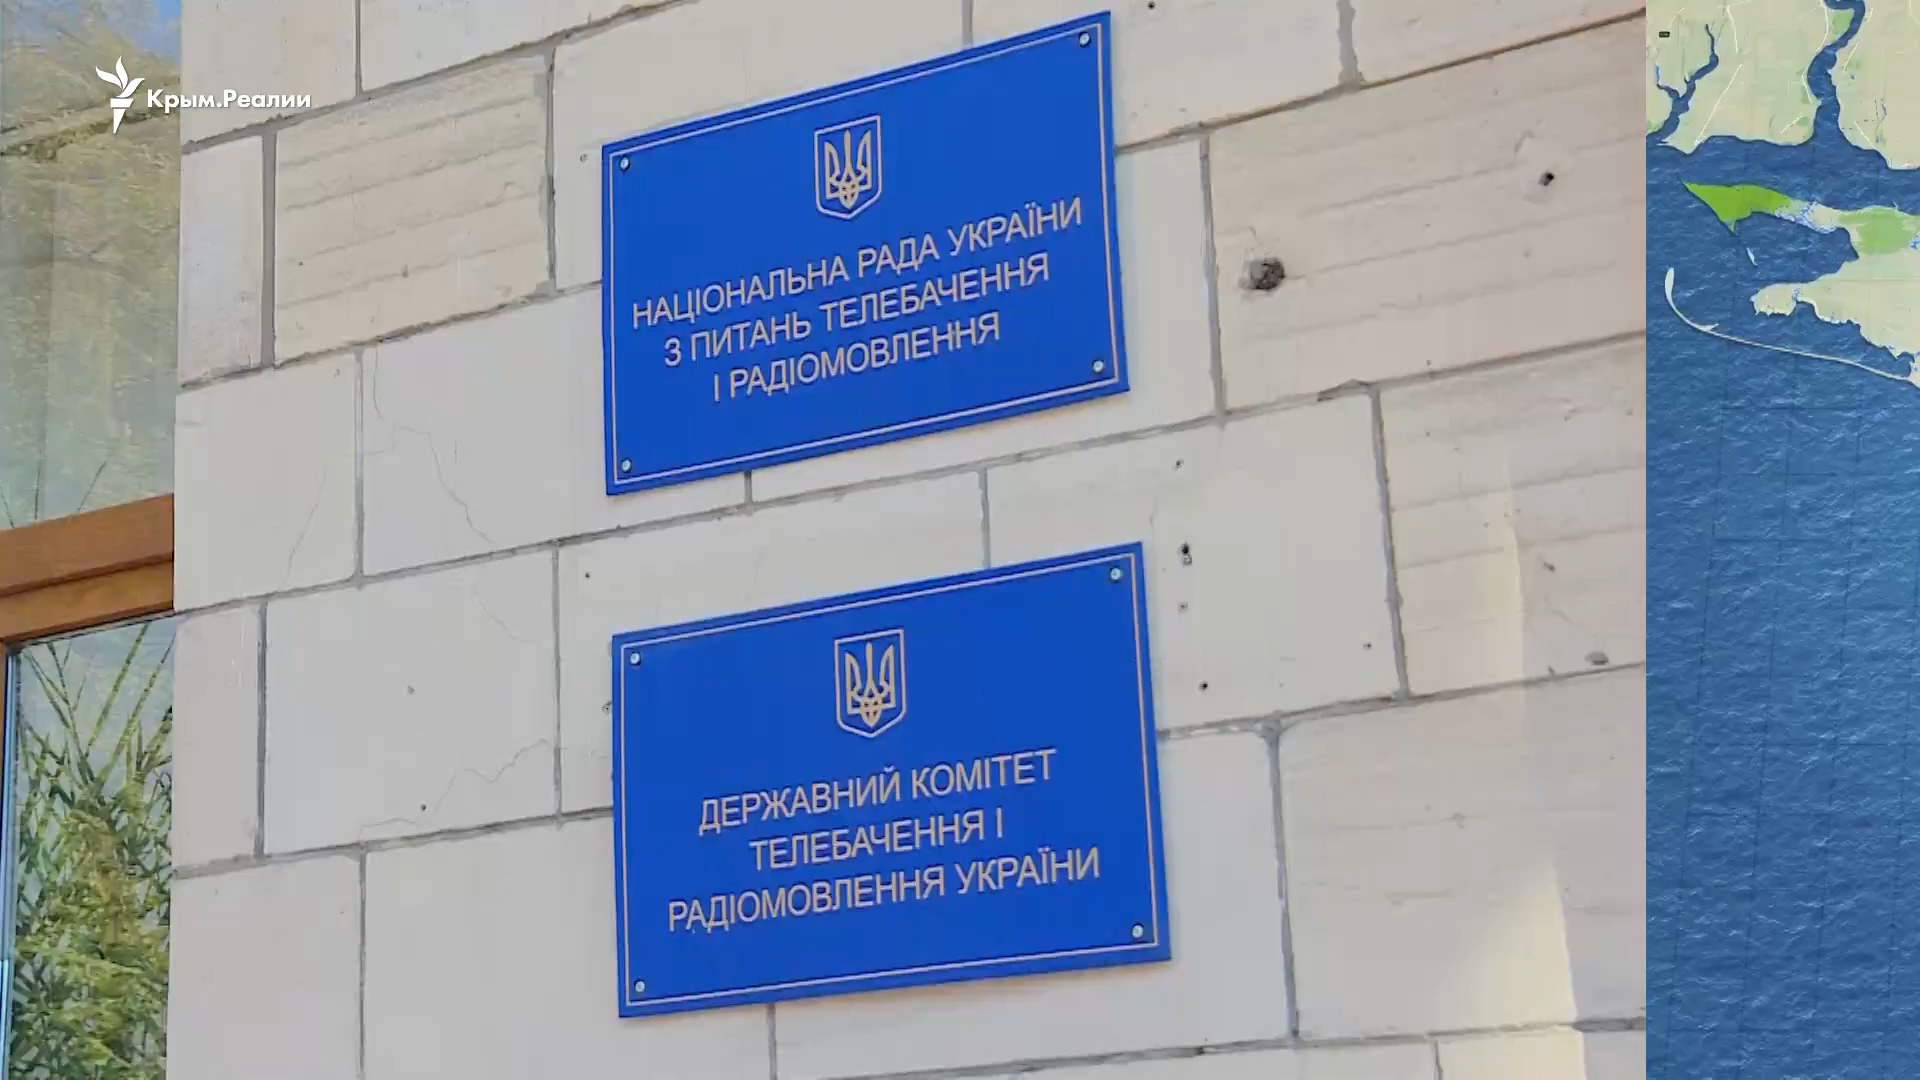 Крым.Реалии
НАЦІОНАЛЬНА РАДА УКРАЇНИ
З ПИТАНЬ ТЕЛЕБАЧЕННЯ
І РАДІОМОВЛЕННЯ
ДЕРЖАВНИЙ КОМІТЕТ
ТЕЛЕБАЧЕННЯ І
РАДІОМОВЛЕННЯ УКРАЇНИ